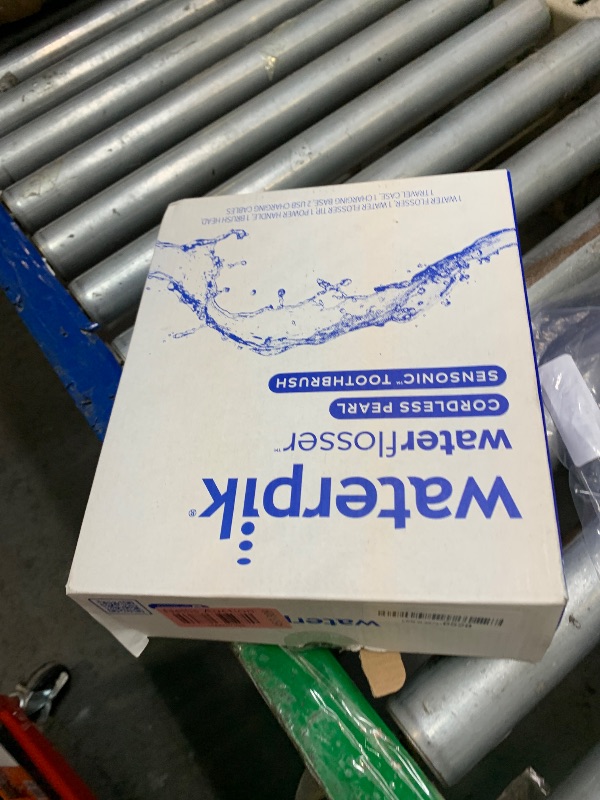 waterpik®
waterflosser™
CORDLESS PEARL
SENSONIC™ TOOTHBRUSH
1 WATER FLOSSER, 1 WATER FLOSSER TIP, 1 POWER HANDLE, 1 BRUSH HEAD,
1 TRAVEL CASE, 1 CHARGING BASE, 2 USB CHARGING CABLES